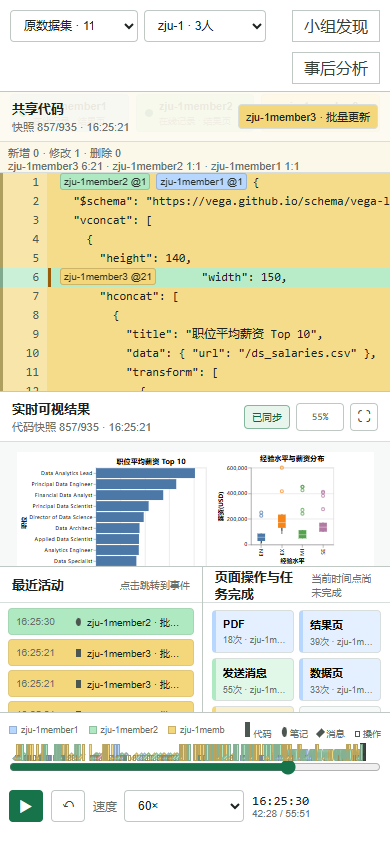 原数据集 · 11
zju-1 · 3人
小组发现
事后分析
共享代码
快照 857/935 · 16:25:21
zju-1member3 · 批量更新
新增 0 · 修改 1 · 删除 0
zju-1member3 6:21 · zju-1member2 1:1 · zju-1member1 1:1
1 zju-1member2 @1 zju-1member1 @1 {
2 "$schema": "https://vega.github.io/schema/vega-l
3 "vconcat": [
4 {
5 "height": 140,
6 zju-1member3 @21 "width": 150,
7 "hconcat": [
8 {
9 "title": "职位平均薪资 Top 10",
10 "data": { "url": "/ds_salaries.csv" },
11 "transform": [
12 {
实时可视结果
代码快照 857/935 · 16:25:21
已同步
55%
职位平均薪资 Top 10
Data Analytics Lead
Principal Data Engineer
Financial Data Analyst
Principal Data Scientist
Director of Data Science
Data Architect
Applied Data Scientist
Analytics Engineer
Data Specialist
职位
经验水平与薪资分布
薪资(USD)
600,000
400,000
200,000
0
EN
EX
MI
SE
经验水平
最近活动
点击跳转到事件
16:25:30 zju-1member2 · 批...
16:25:21 zju-1member3 · 批...
16:25:21 zju-1member3 · 批...
页面操作与任务完成
当前时间点尚未完成
PDF
18次 · zju-1m...
结果页
39次 · zju-1m...
发送消息
55次 · zju-1m...
数据页
33次 · zju-1m...
zju-1member1
zju-1member2
zju-1memb
代码
笔记
消息
操作
▶
↶
速度
60×
16:25:30
42:28 / 55:51